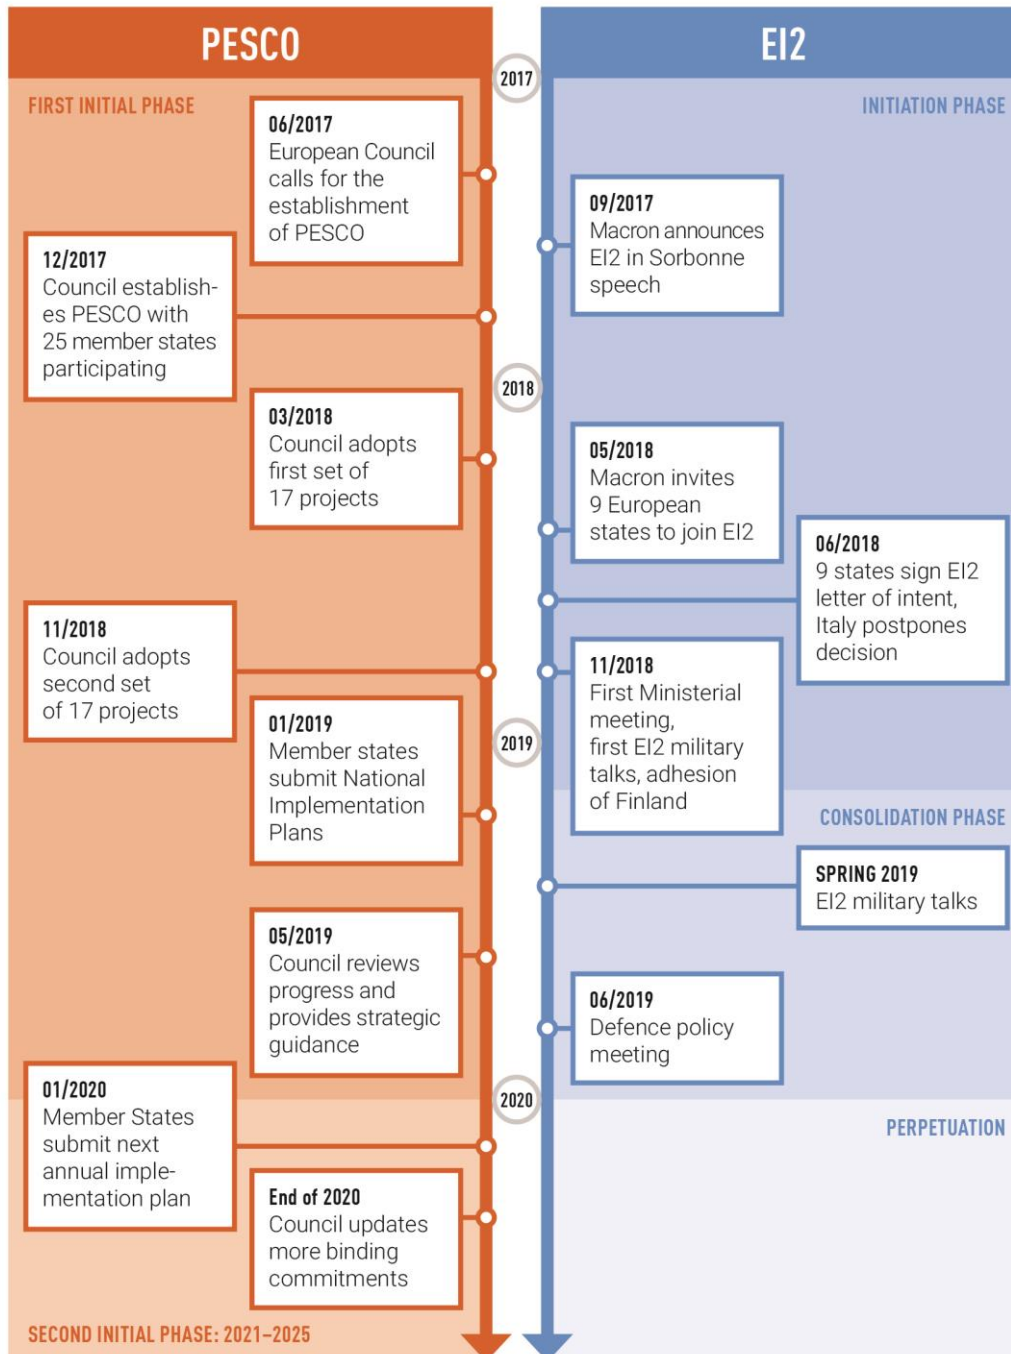 PESCO
FIRST INITIAL PHASE
06/2017
European Council
calls for the
establishment
of PESCO
12/2017
Council establish-
es PESCO with
25 member states
participating
03/2018
Council adopts
first set of
17 projects
11/2018
Council adopts
second set
of 17 projects
01/2019
Member states
submit National
Implementation
Plans
05/2019
Council reviews
progress and
provides strategic
guidance
01/2020
Member States
submit next
annual imple-
mentation plan
End of 2020
Council updates
more binding
commitments
SECOND INITIAL PHASE: 2021–2025
2017
2018
2019
2020
EI2
INITIATION PHASE
09/2017
Macron announces
EI2 in Sorbonne
speech
05/2018
Macron invites
9 European
states to join EI2
06/2018
9 states sign EI2
letter of intent,
Italy postpones
decision
11/2018
First Ministerial
meeting,
first EI2 military
talks, adhesion
of Finland
CONSOLIDATION PHASE
SPRING 2019
EI2 military talks
06/2019
Defence policy
meeting
PERPETUATION